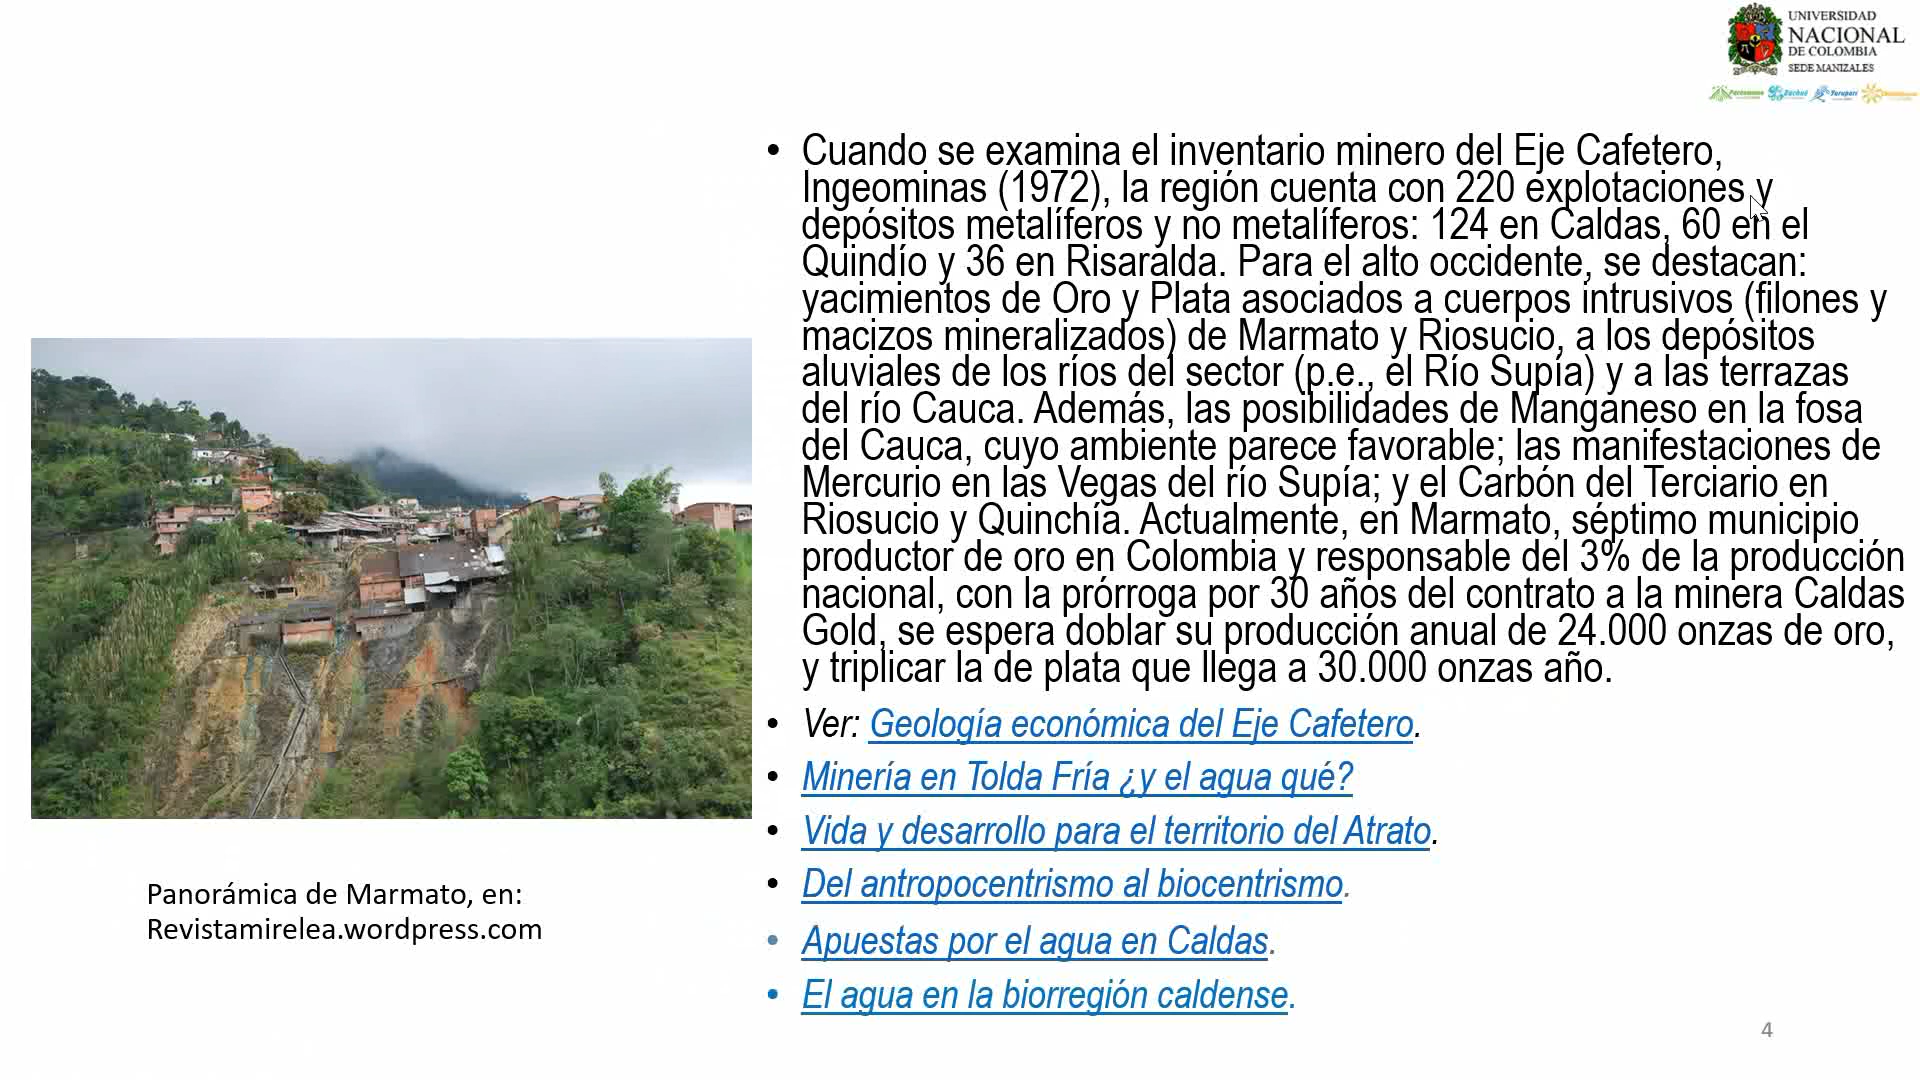 UNIVERSIDAD
NACIONAL
DE COLOMBIA
SEDE MANIZALES
• Cuando se examina el inventario minero del Eje Cafetero,
Ingeominas (1972), la región cuenta con 220 explotaciones y
depósitos metalíferos y no metalíferos: 124 en Caldas, 60 en el
Quindío y 36 en Risaralda. Para el alto occidente, se destacan:
yacimientos de Oro y Plata asociados a cuerpos intrusivos (filones y
macizos mineralizados) de Marmato y Riosucio, a los depósitos
aluviales de los ríos del sector (p.e., el Río Supía) y a las terrazas
del río Cauca. Además, las posibilidades de Manganeso en la fosa
del Cauca, cuyo ambiente parece favorable; las manifestaciones de
Mercurio en las Vegas del río Supía; y el Carbón del Terciario en
Riosucio y Quinchía. Actualmente, en Marmato, séptimo municipio
productor de oro en Colombia y responsable del 3% de la producción
nacional, con la prórroga por 30 años del contrato a la minera Caldas
Gold, se espera doblar su producción anual de 24.000 onzas de oro,
y triplicar la de plata que llega a 30.000 onzas año.
• Ver: Geología económica del Eje Cafetero.
• Minería en Tolda Fría ¿y el agua qué?
• Vida y desarrollo para el territorio del Atrato.
• Del antropocentrismo al biocentrismo.
• Apuestas por el agua en Caldas.
• El agua en la biorregión caldense.
Panorámica de Marmato, en:
Revistamirelea.wordpress.com
4